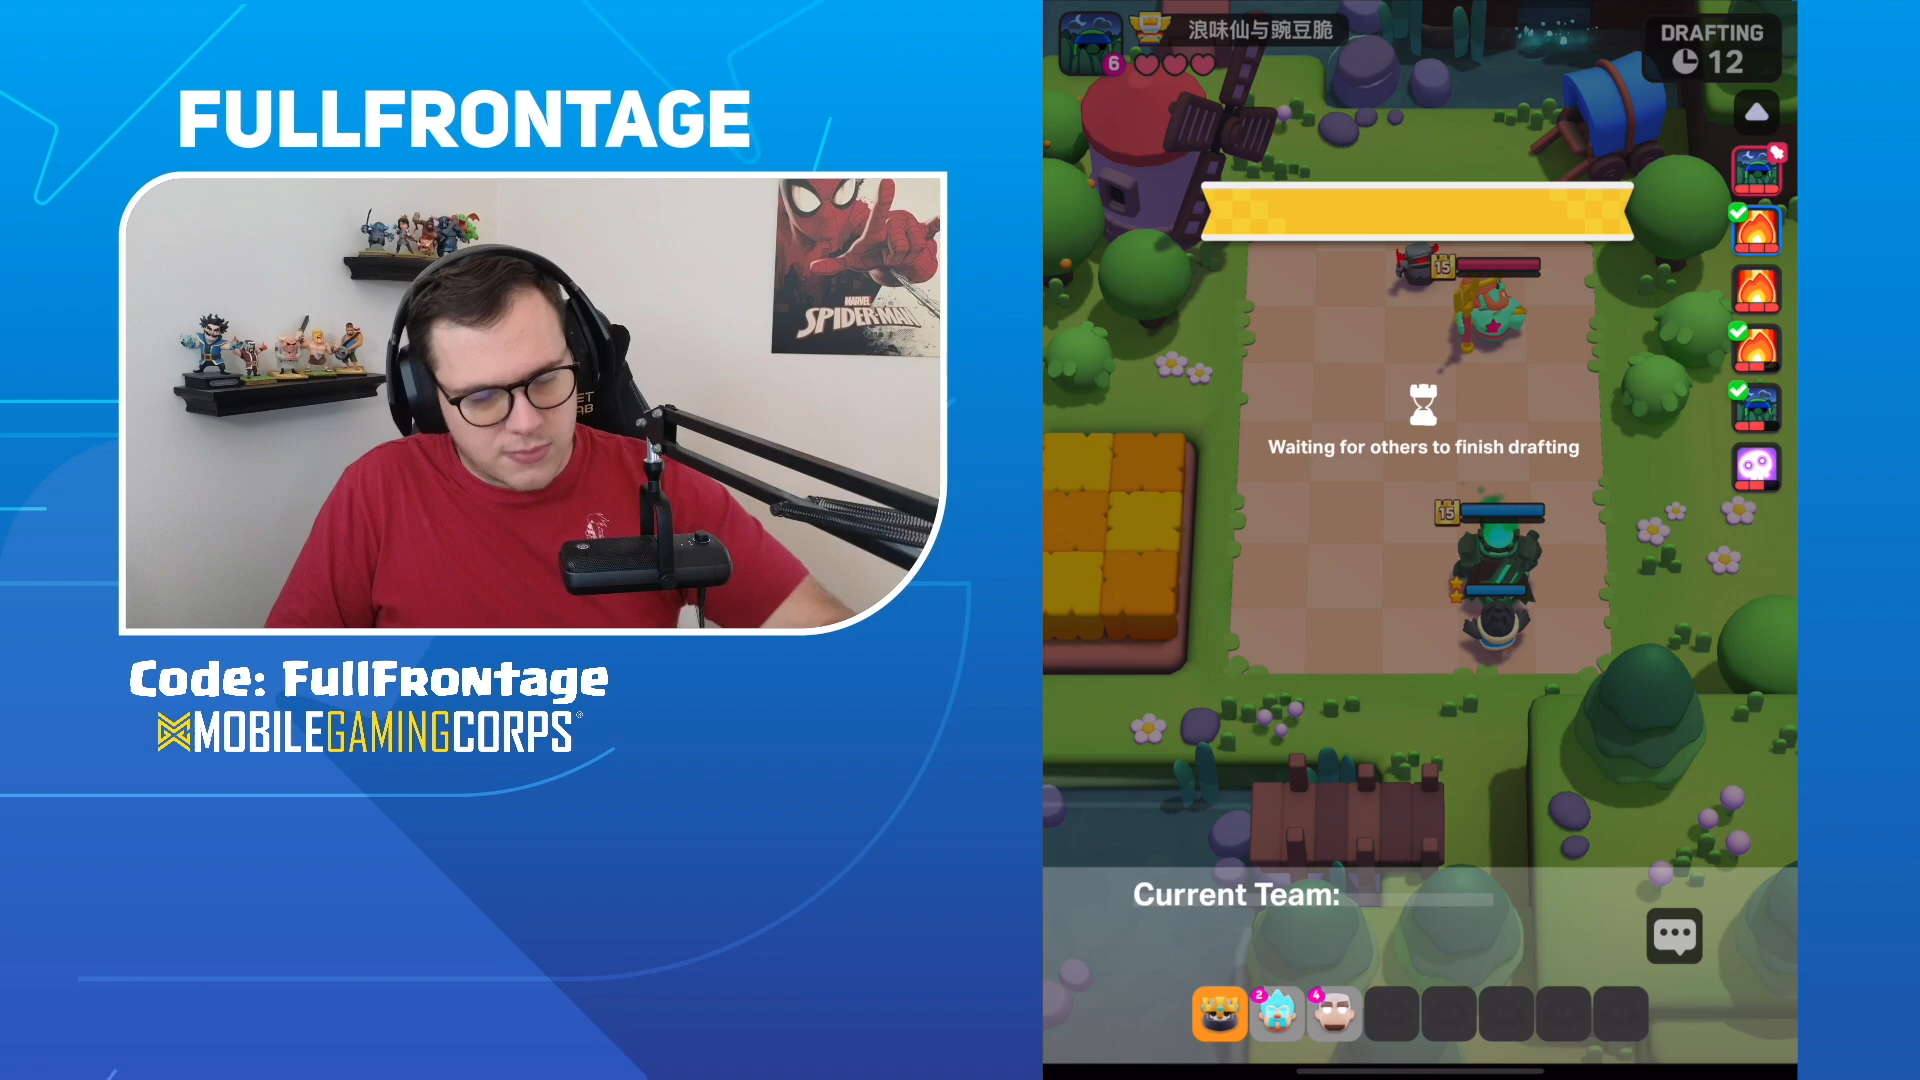 FULLFRONTAGE
MARVEL
SPIDER-MAN
Code: FullFrontage
MOBILEGAMINGCORPS
浪味仙与豌豆脆
6
DRAFTING
12
15
Waiting for others to finish drafting
15
Current Team:
2
4